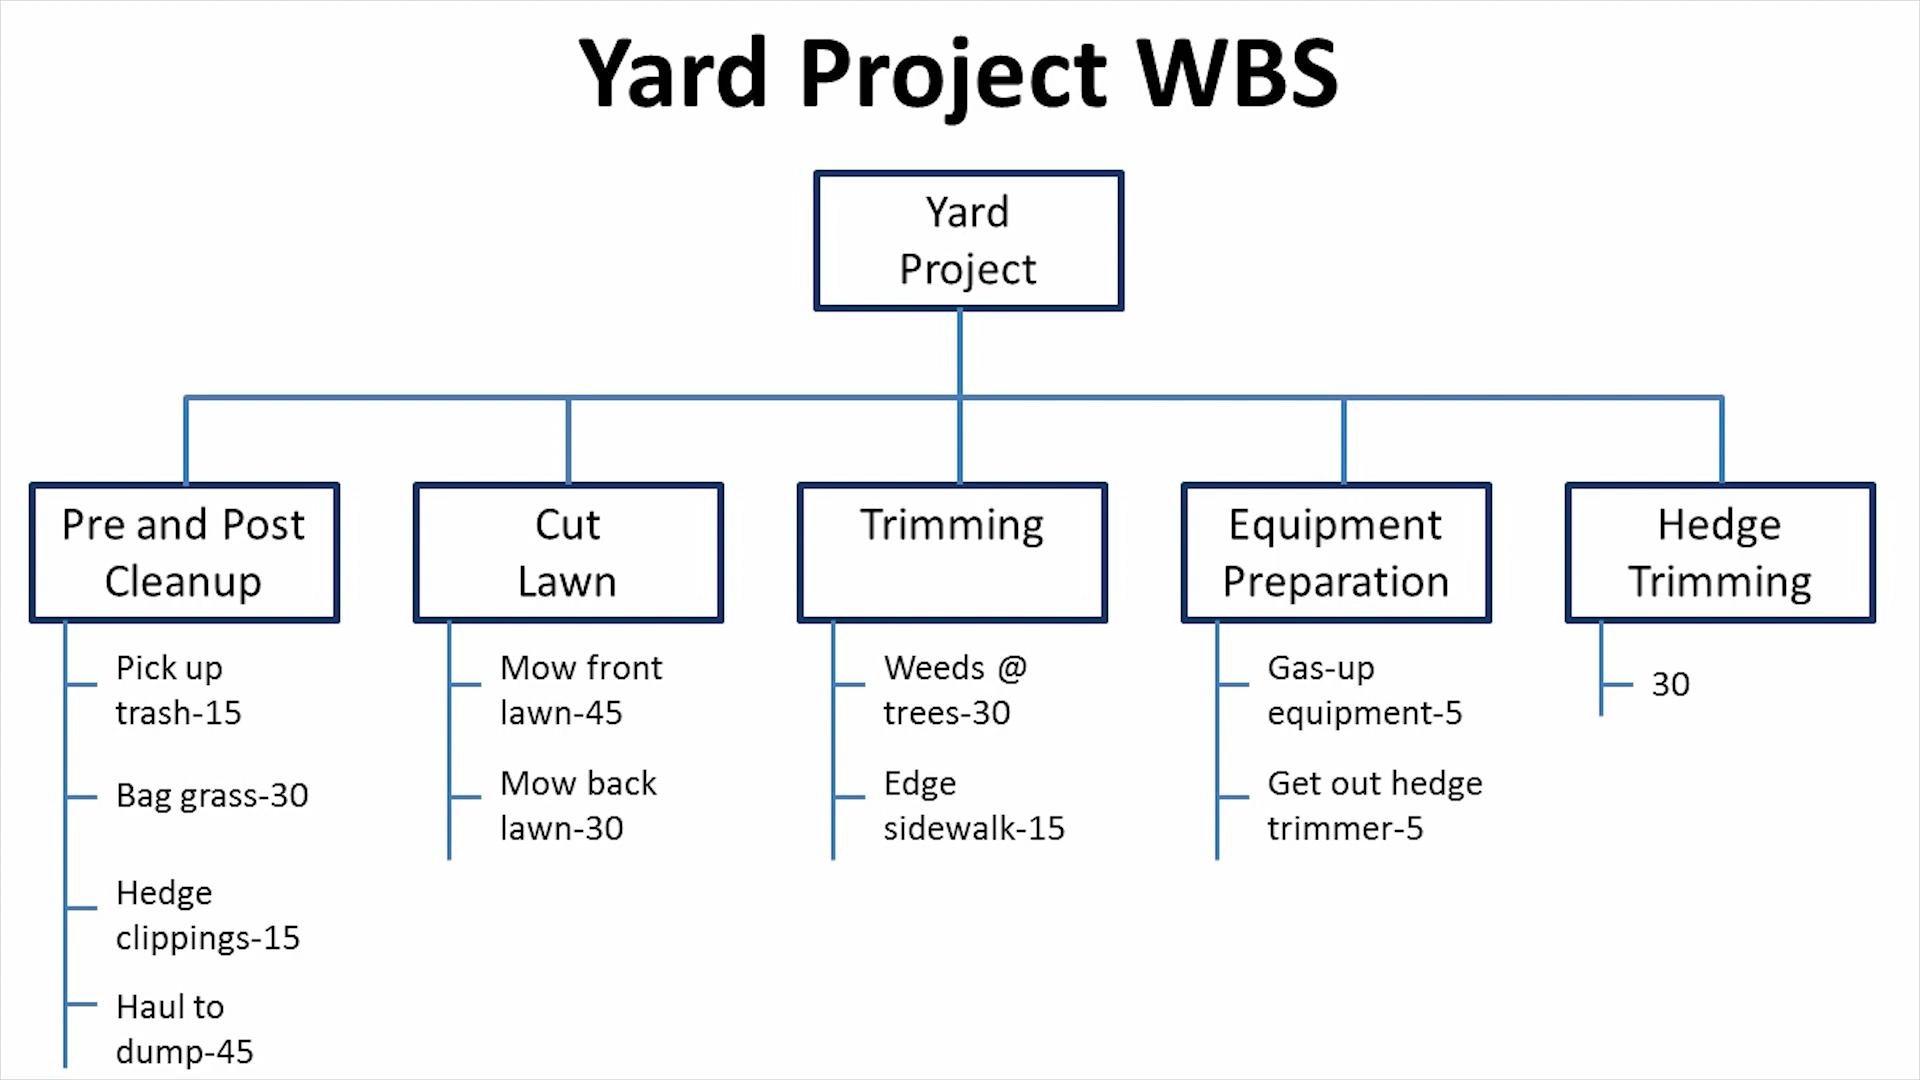 Yard Project WBS
Yard
Project
Pre and Post
Cleanup
Pick up
trash-15
Bag grass-30
Hedge
clippings-15
Haul to
dump-45
Cut
Lawn
Mow front
lawn-45
Mow back
lawn-30
Trimming
Weeds @
trees-30
Edge
sidewalk-15
Equipment
Preparation
Gas-up
equipment-5
Get out hedge
trimmer-5
Hedge
Trimming
30